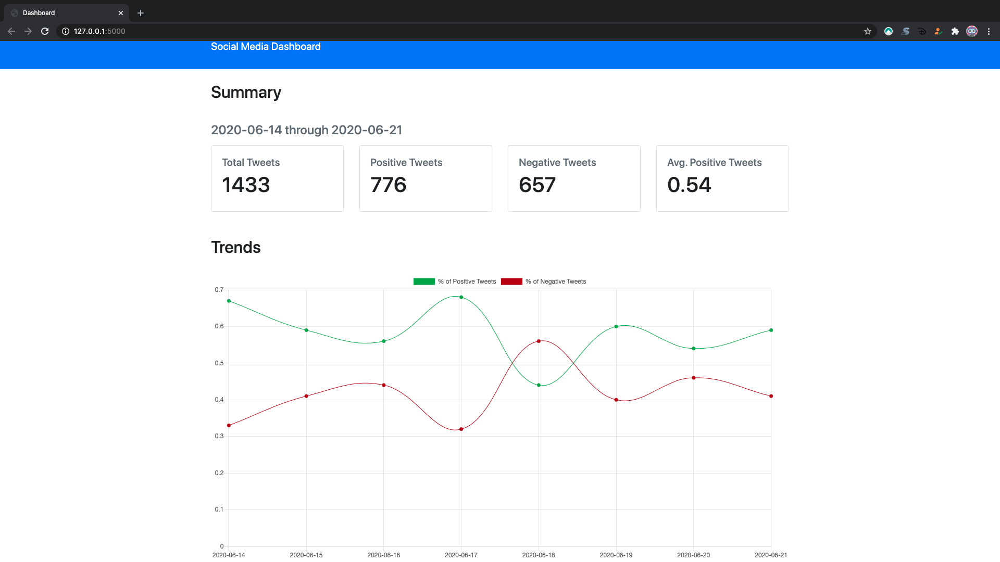 Dashboard
127.0.0.1:5000
Social Media Dashboard
Summary
2020-06-14 through 2020-06-21
Total Tweets
1433
Positive Tweets
776
Negative Tweets
657
Avg. Positive Tweets
0.54
Trends
% of Positive Tweets % of Negative Tweets
0.7
0.6
0.5
0.4
0.3
0.2
0.1
0
2020-06-14 2020-06-15 2020-06-16 2020-06-17 2020-06-18 2020-06-19 2020-06-20 2020-06-21